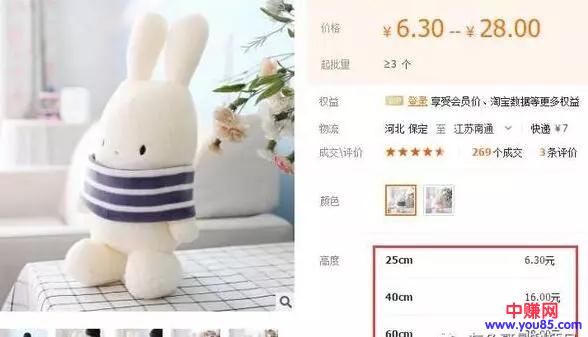 价格 ¥ 6.30 -- ¥ 28.00
起批量 ≥3 个
权益 登录 享受会员价、淘宝数据等更多权益
物流 河北 保定 至 江苏南通 快递 ¥7
成交\评价 269个成交 3条评价
颜色
高度 25cm 6.30元
40cm 16.00元
60cm
中赚网
www.you85.com